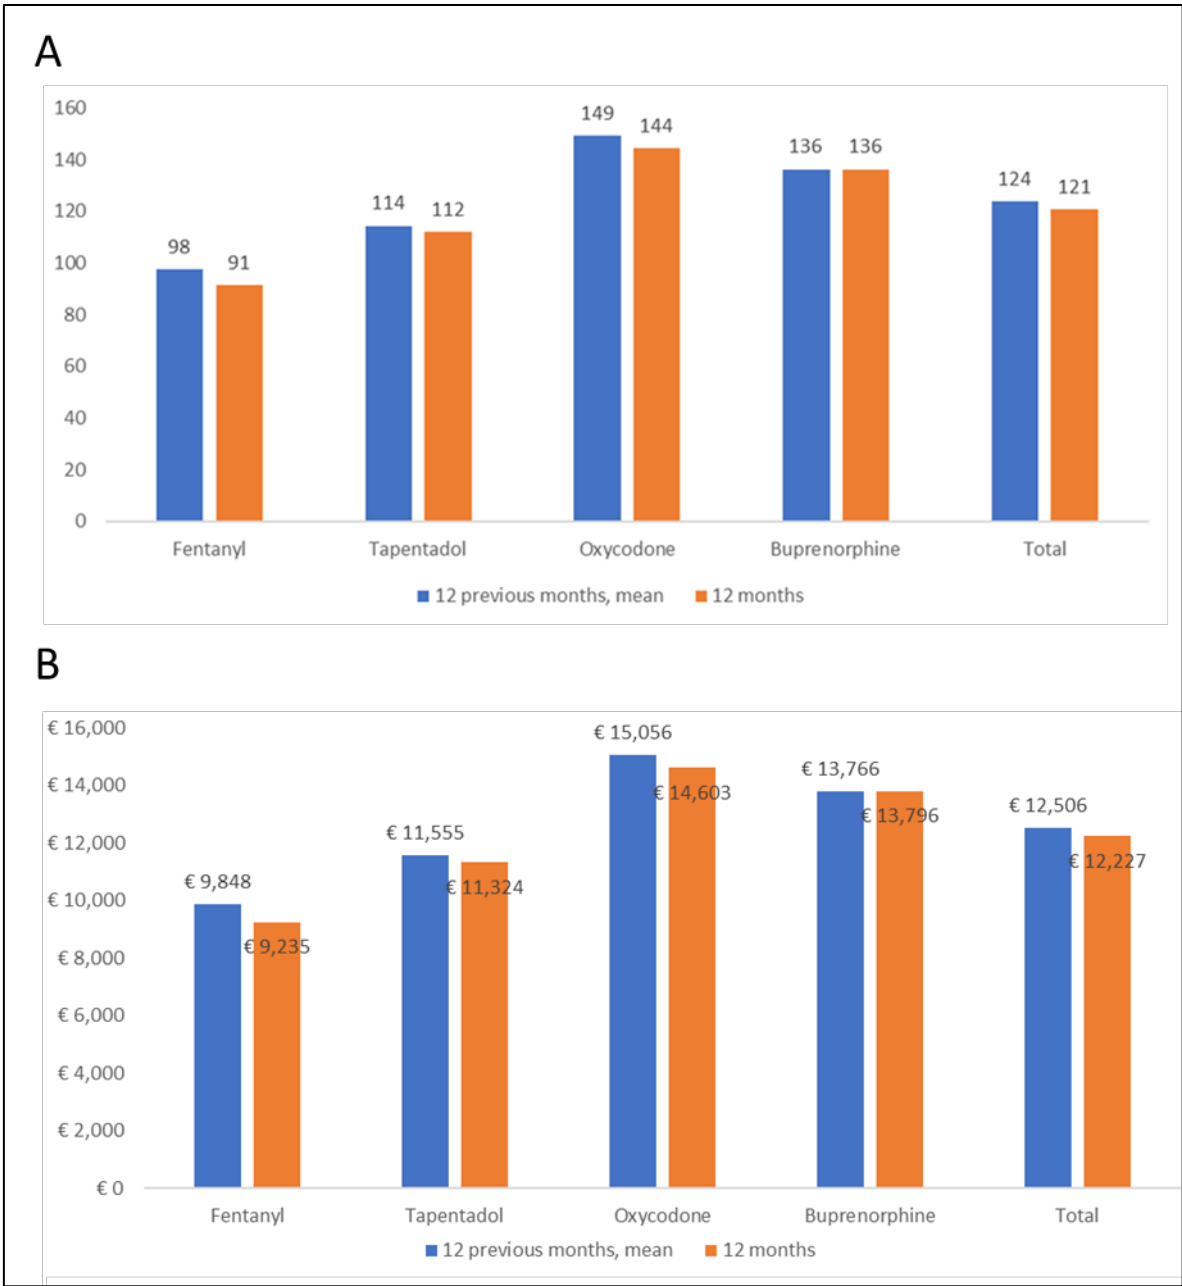 A
160
140
120
100
80
60
40
20
0
98
91
114
112
149
144
136
136
124
121
Fentanyl
Tapentadol
Oxycodone
Buprenorphine
Total
12 previous months, mean
12 months
B
€ 16,000
€ 14,000
€ 12,000
€ 10,000
€ 8,000
€ 6,000
€ 4,000
€ 2,000
€ 0
€ 9,848
€ 9,235
€ 11,555
€ 11,324
€ 15,056
€ 14,603
€ 13,766
€ 13,796
€ 12,506
€ 12,227
Fentanyl
Tapentadol
Oxycodone
Buprenorphine
Total
12 previous months, mean
12 months